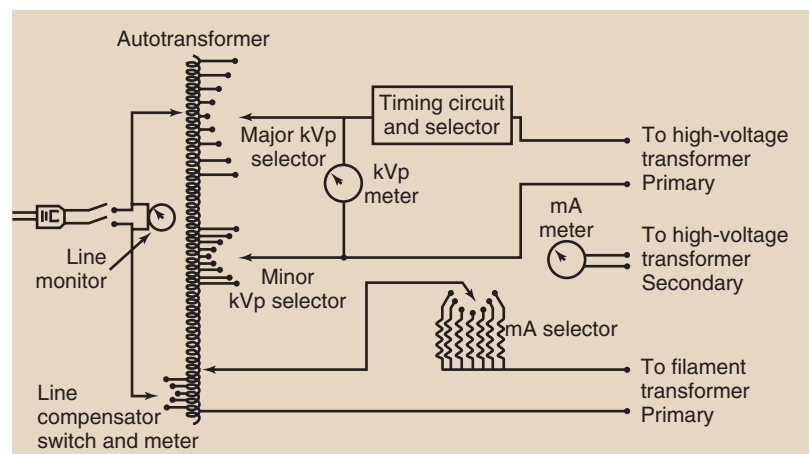 Autotransformer
Timing circuit
and selector
Major kVp
selector
kVp
meter
To high-voltage
transformer
Primary
mA
meter
To high-voltage
transformer
Secondary
Line
monitor
Minor
kVp selector
mA selector
Line
compensator
switch and meter
To filament
transformer
Primary